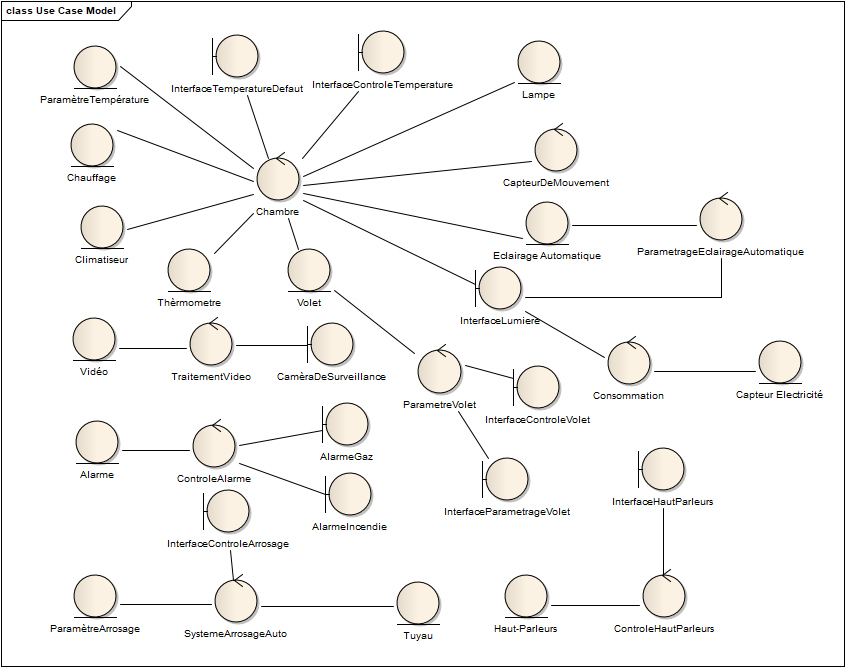 class Use Case Model
ParamètreTempérature
InterfaceTemperatureDefaut
InterfaceControleTemperature
Lampe
Chauffage
CapteurDeMouvement
Chambre
Climatiseur
Eclairage Automatique
ParametrageEclairageAutomatique
Thèrmometre
Volet
InterfaceLumiere
Vidéo
TraitementVideo
CamèraDeSurveillance
ParametreVolet
InterfaceControleVolet
Consommation
Capteur Electricité
Alarme
ControleAlarme
AlarmeGaz
AlarmeIncendie
InterfaceParametrageVolet
InterfaceHautParleurs
InterfaceControleArrosage
ParamètreArrosage
SystemeArrosageAuto
Tuyau
Haut-Parleurs
ControleHautParleurs